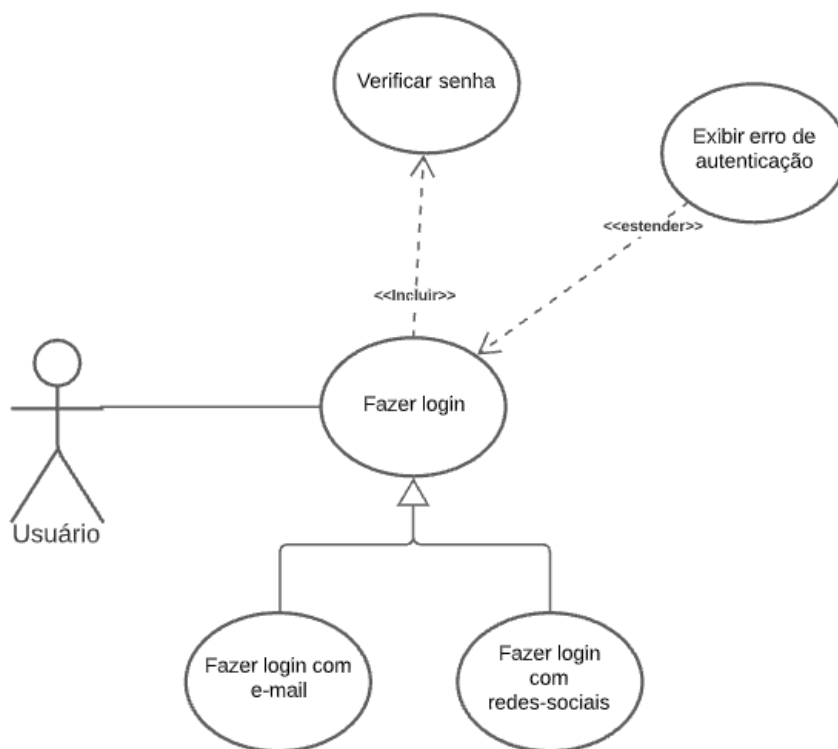 Verificar senha
Exibir erro de
autenticação
<<estender>>
<<Incluir>>
Fazer login
Usuário
Fazer login com
e-mail
Fazer login
com
redes-sociais